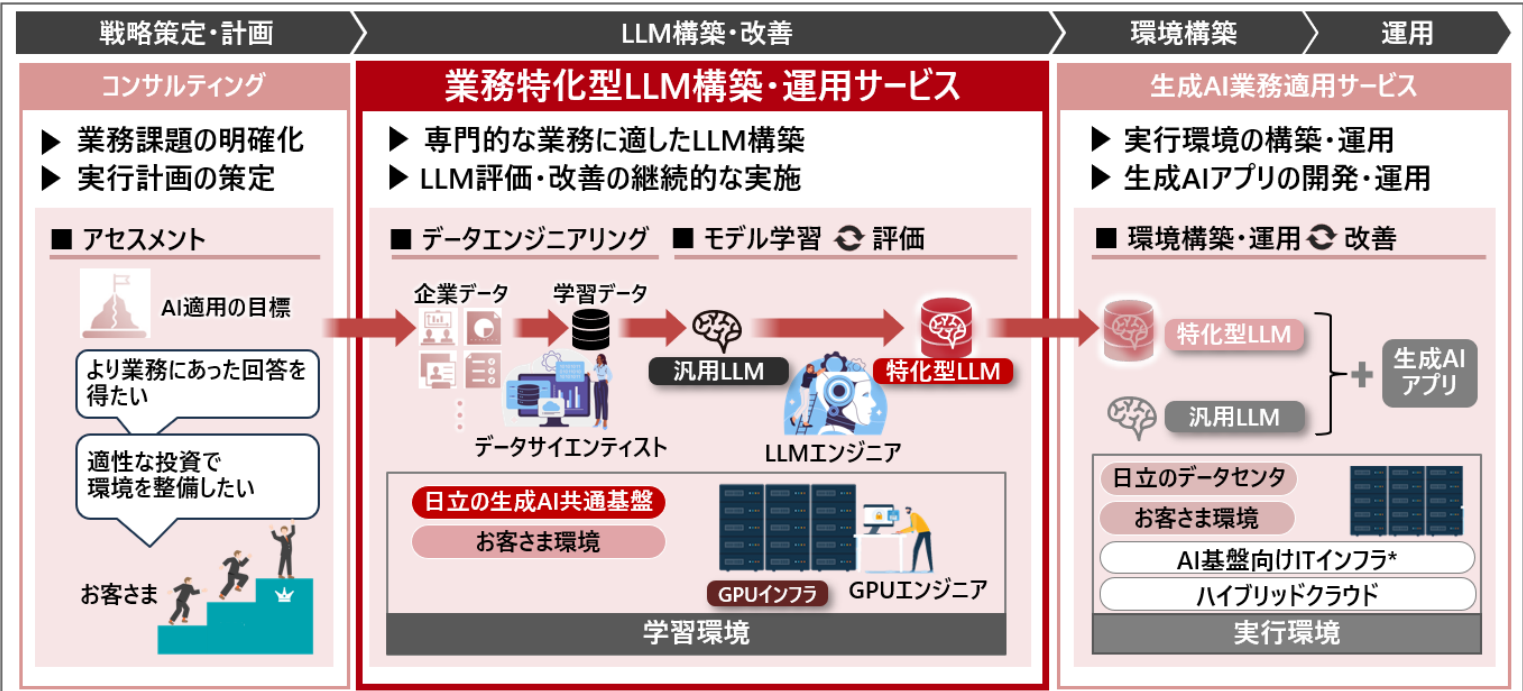 戦略策定・計画
LLM構築・改善
環境構築
運用
コンサルティング
▶ 業務課題の明確化
▶ 実行計画の策定
■ アセスメント
AI適用の目標
より業務にあった回答を
得たい
適性な投資で
環境を整備したい
お客さま
業務特化型LLM構築・運用サービス
▶ 専門的な業務に適したLLM構築
▶ LLM評価・改善の継続的な実施
■ データエンジニアリング
■ モデル学習 評価
企業データ
学習データ
汎用LLM
特化型LLM
データサイエンティスト
LLMエンジニア
日立の生成AI共通基盤
お客さま環境
GPUインフラ
GPUエンジニア
学習環境
生成AI業務適用サービス
▶ 実行環境の構築・運用
▶ 生成AIアプリの開発・運用
■ 環境構築・運用 改善
特化型LLM
汎用LLM
+
生成AI
アプリ
日立のデータセンタ
お客さま環境
AI基盤向けITインフラ*
ハイブリッドクラウド
実行環境